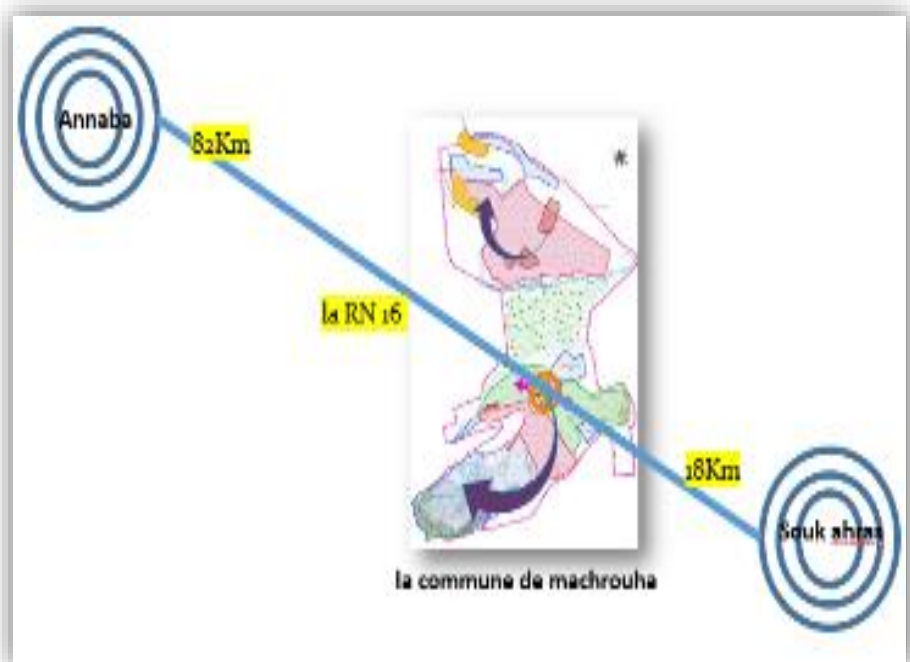 Annaba
82Km
la RN 16
18Km
Souk ahras
la commune de machrouha